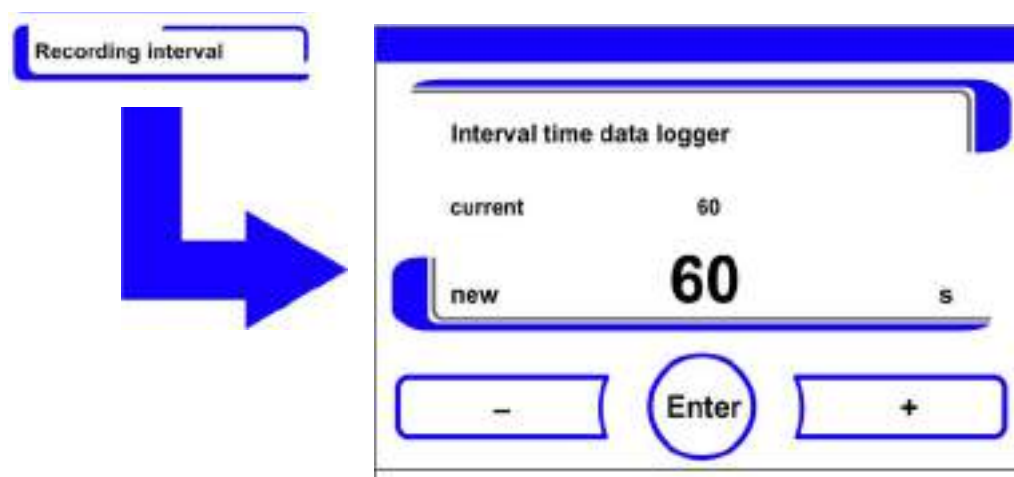 Recording interval
Interval time data logger
current 60
new 60 s
– Enter +